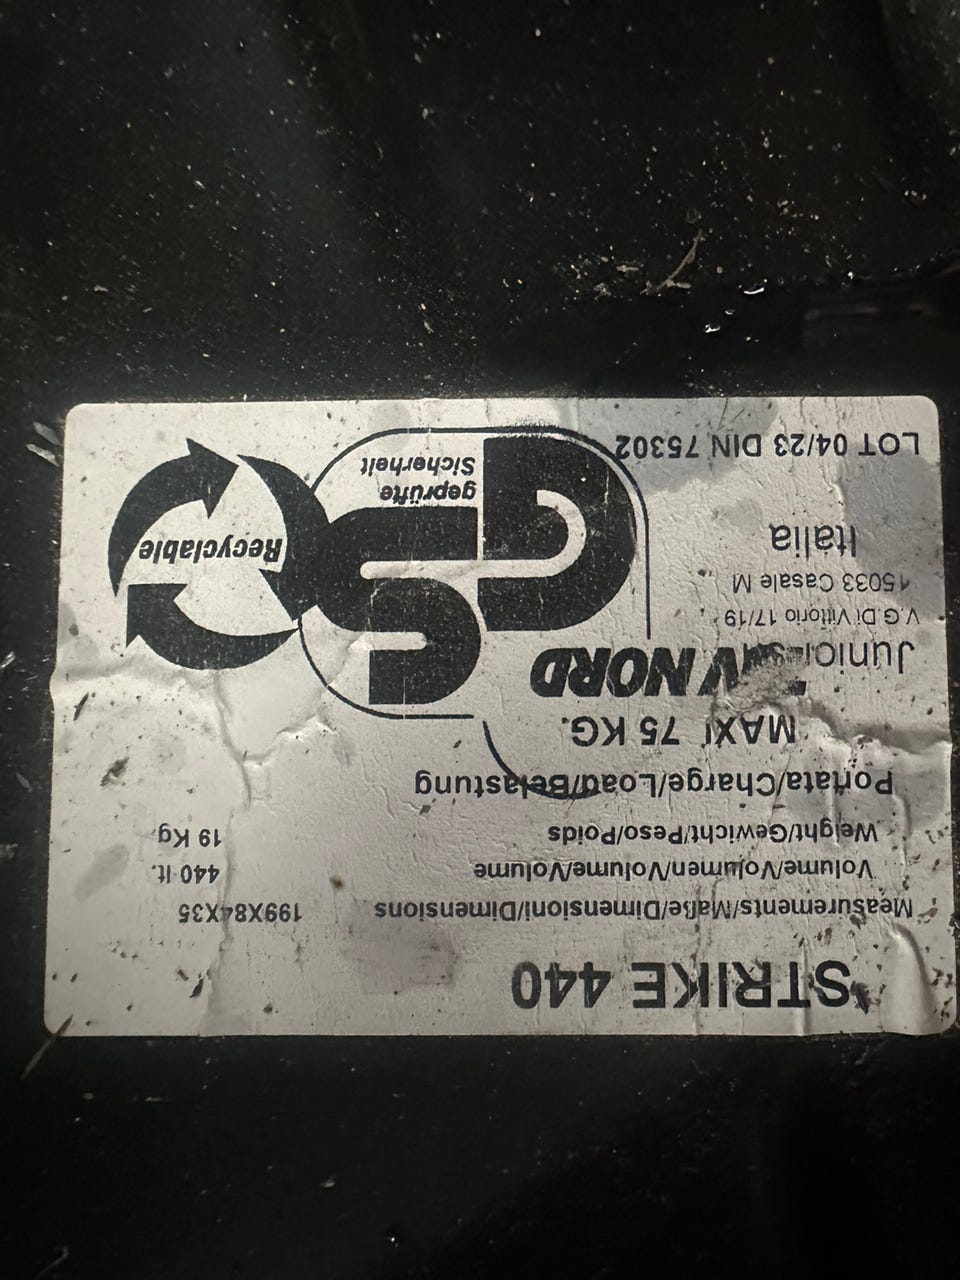 STRIKE 440
Measurements/Maße/Dimensioni/Dimensions 199X84X35
Volume/Volumen/Volume/Volume 440 lt.
Weight/Gewicht/Peso/Poids 19 Kg
Portata/Charge/Load/Belastung
MAXI 75 KG.
NORD
Junior
V.G.Di Vittorio 17/19
15033 Casale M
Italia
LOT 04/23 DIN 75302
GS
geprüfte
Sicherheit
Recyclable